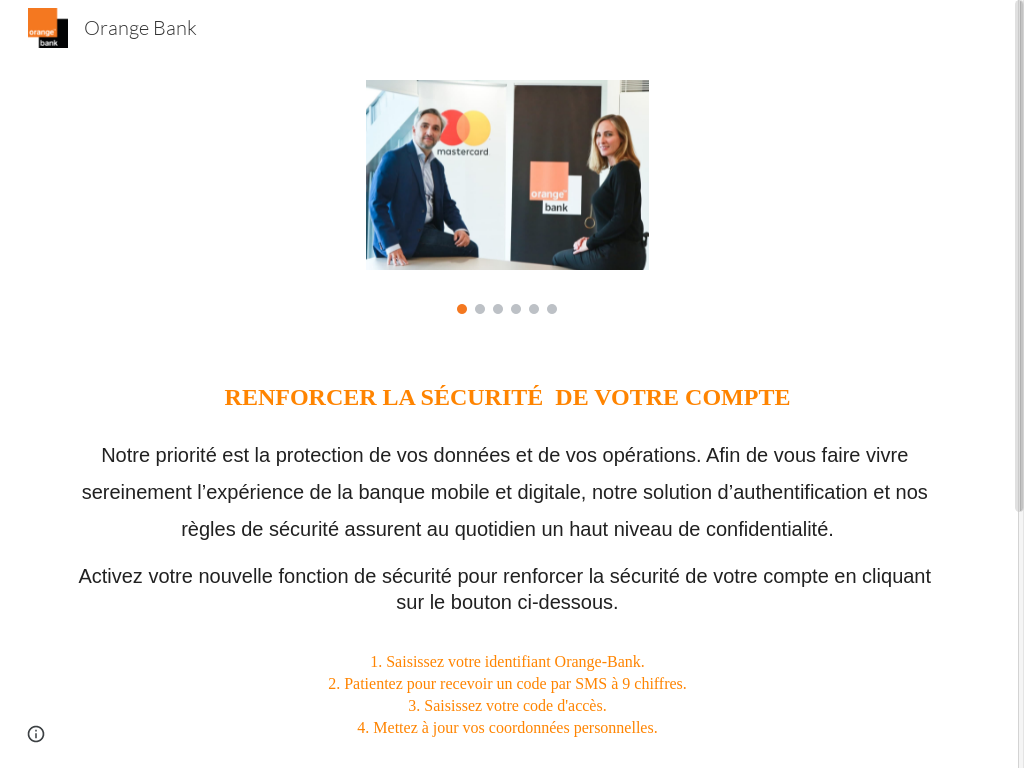 orange
bank
Orange Bank
mastercard
orange
bank
RENFORCER LA SÉCURITÉ  DE VOTRE COMPTE
Notre priorité est la protection de vos données et de vos opérations. Afin de vous faire vivre
sereinement l’expérience de la banque mobile et digitale, notre solution d’authentification et nos
règles de sécurité assurent au quotidien un haut niveau de confidentialité.
Activez votre nouvelle fonction de sécurité pour renforcer la sécurité de votre compte en cliquant
sur le bouton ci-dessous.
1. Saisissez votre identifiant Orange-Bank.
2. Patientez pour recevoir un code par SMS à 9 chiffres.
3. Saisissez votre code d'accès.
4. Mettez à jour vos coordonnées personnelles.